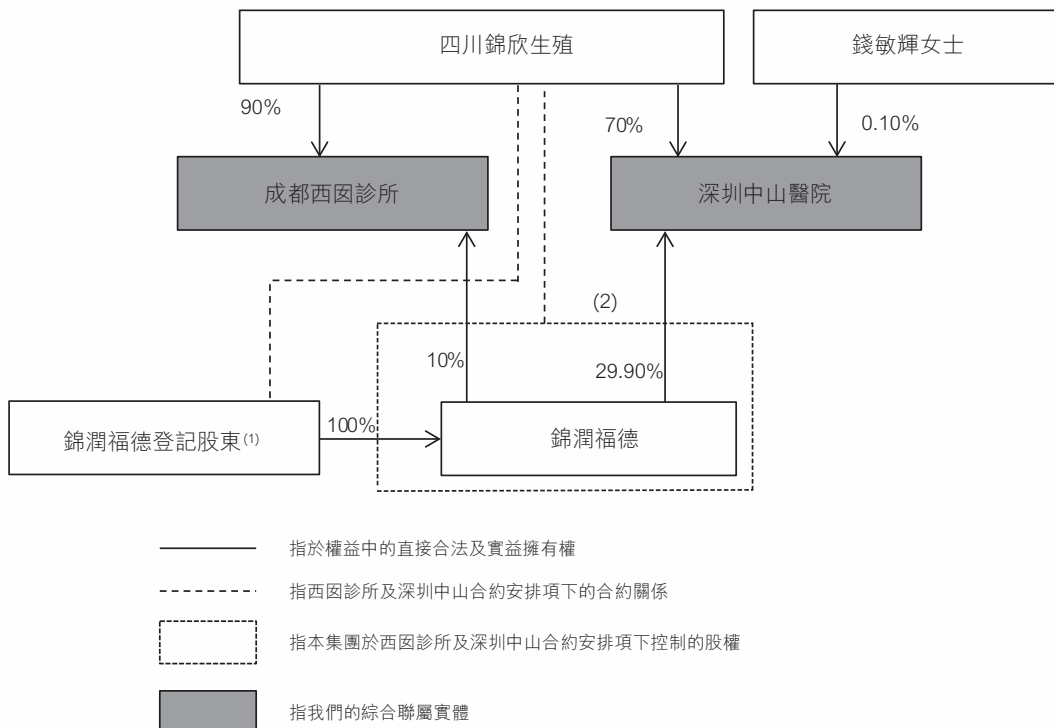 四川錦欣生殖
錢敏輝女士
90%
70%
0.10%
成都西囡診所
深圳中山醫院
(2)
10%
29.90%
錦潤福德登記股東(1)
100%
錦潤福德
指於權益中的直接合法及實益擁有權
指西囡診所及深圳中山合約安排項下的合約關係
指本集團於西囡診所及深圳中山合約安排項下控制的股權
指我們的綜合聯屬實體